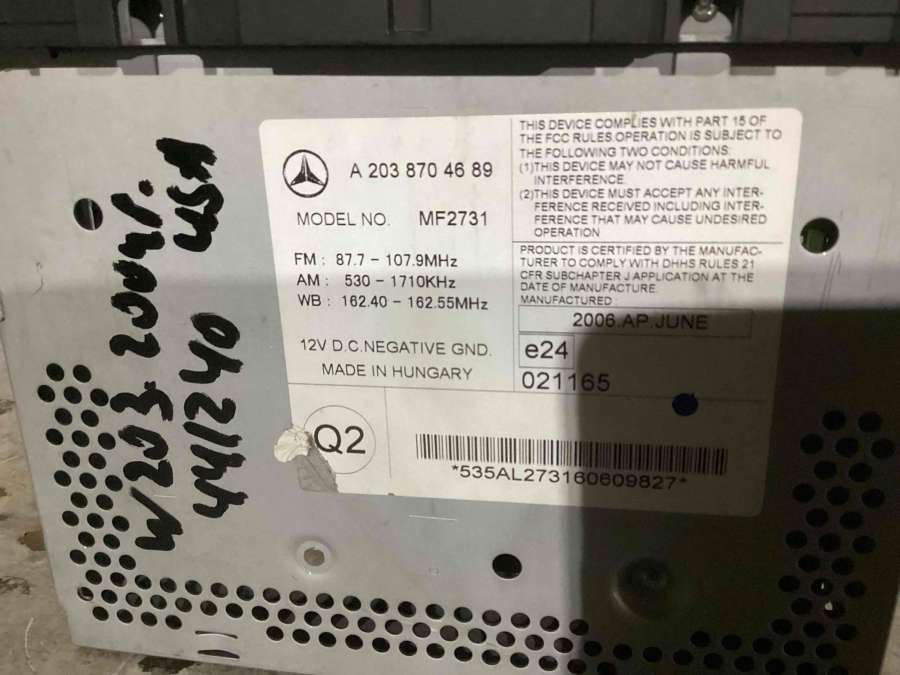 A 203 870 46 89
MODEL NO. MF2731
FM : 87.7 - 107.9MHz
AM : 530 - 1710KHz
WB : 162.40 - 162.55MHz
12V D.C.NEGATIVE GND.
MADE IN HUNGARY
THIS DEVICE COMPLIES WITH PART 15 OF
THE FCC RULES.OPERATION IS SUBJECT TO
THE FOLLOWING TWO CONDITIONS:
(1)THIS DEVICE MAY NOT CAUSE HARMFUL
INTERFERENCE.
(2)THIS DEVICE MUST ACCEPT ANY INTER-
FERENCE RECEIVED INCLUDING INTER-
FERENCE THAT MAY CAUSE UNDESIRED
OPERATION
PRODUCT IS CERTIFIED BY THE MANUFAC-
TURER TO COMPLY WITH DHHS RULES 21
CFR SUBCHAPTER J APPLICATION AT THE
DATE OF MANUFACTURE.
MANUFACTURED :
2006.AP.JUNE
e24
021165
Q2
*535AL273160609827*
W203 2004г.
44/240 USA